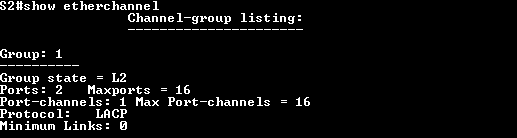 S2#show etherchannel
Channel-group listing:
----------------------
Group: 1
----------
Group state = L2
Ports: 2   Maxports = 16
Port-channels: 1 Max Port-channels = 16
Protocol:   LACP
Minimum Links: 0